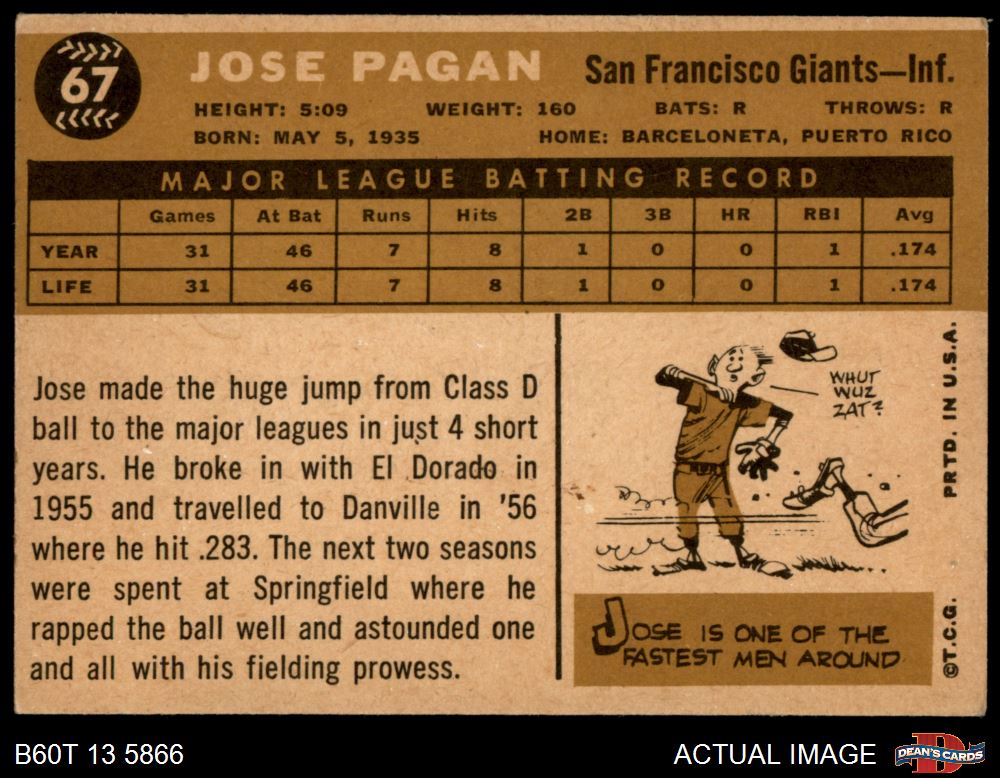 67
JOSE PAGAN
San Francisco Giants—Inf.
HEIGHT: 5:09 WEIGHT: 160 BATS: R THROWS: R
BORN: MAY 5, 1935 HOME: BARCELONETA, PUERTO RICO
MAJOR LEAGUE BATTING RECORD
Games At Bat Runs Hits 2B 3B HR RBI Avg
YEAR 31 46 7 8 1 0 0 1 .174
LIFE 31 46 7 8 1 0 0 1 .174
Jose made the huge jump from Class D
ball to the major leagues in just 4 short
years. He broke in with El Dorado in
1955 and travelled to Danville in '56
where he hit .283. The next two seasons
were spent at Springfield where he
rapped the ball well and astounded one
and all with his fielding prowess.
WHUT
WUZ
ZAT?
JOSE IS ONE OF THE
FASTEST MEN AROUND
©T.C.G. PRTD. IN U.S.A.
B60T 13 5866
ACTUAL IMAGE
D
DEAN'S CARDS